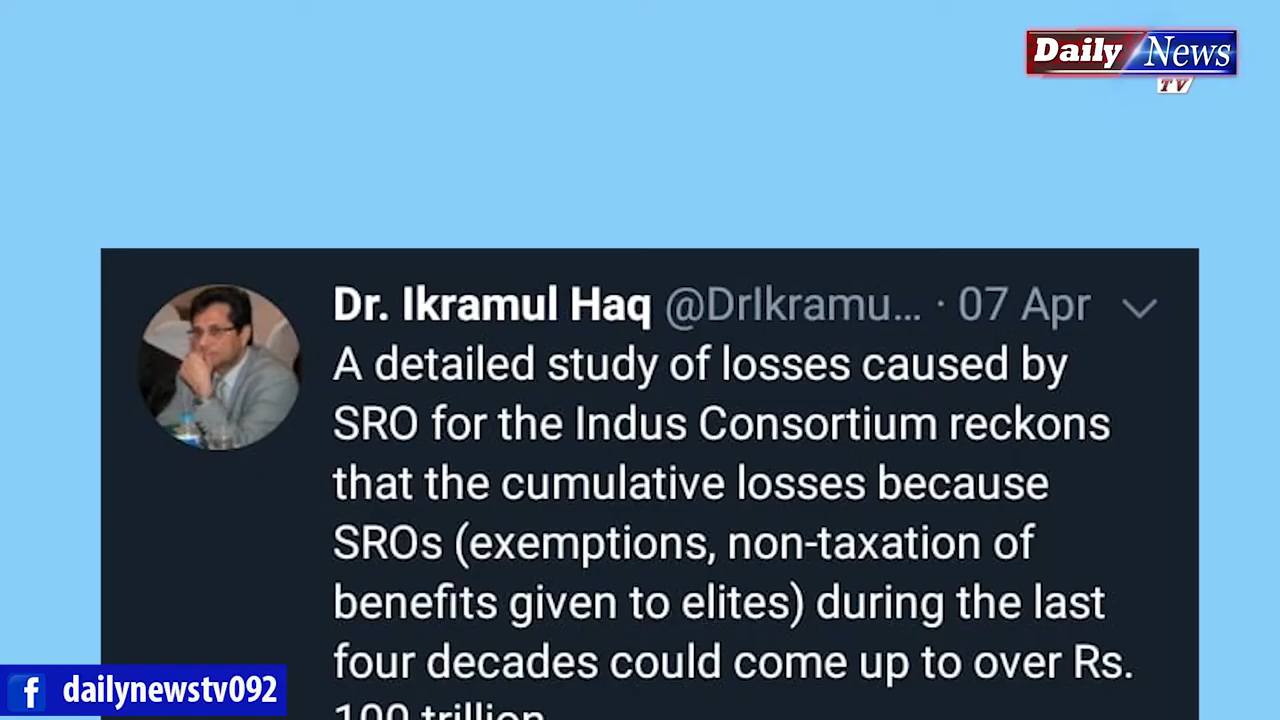 Daily News
TV
Dr. Ikramul Haq @DrIkramu... · 07 Apr
A detailed study of losses caused by
SRO for the Indus Consortium reckons
that the cumulative losses because
SROs (exemptions, non-taxation of
benefits given to elites) during the last
four decades could come up to over Rs.
100 trillion
f dailynewstv092